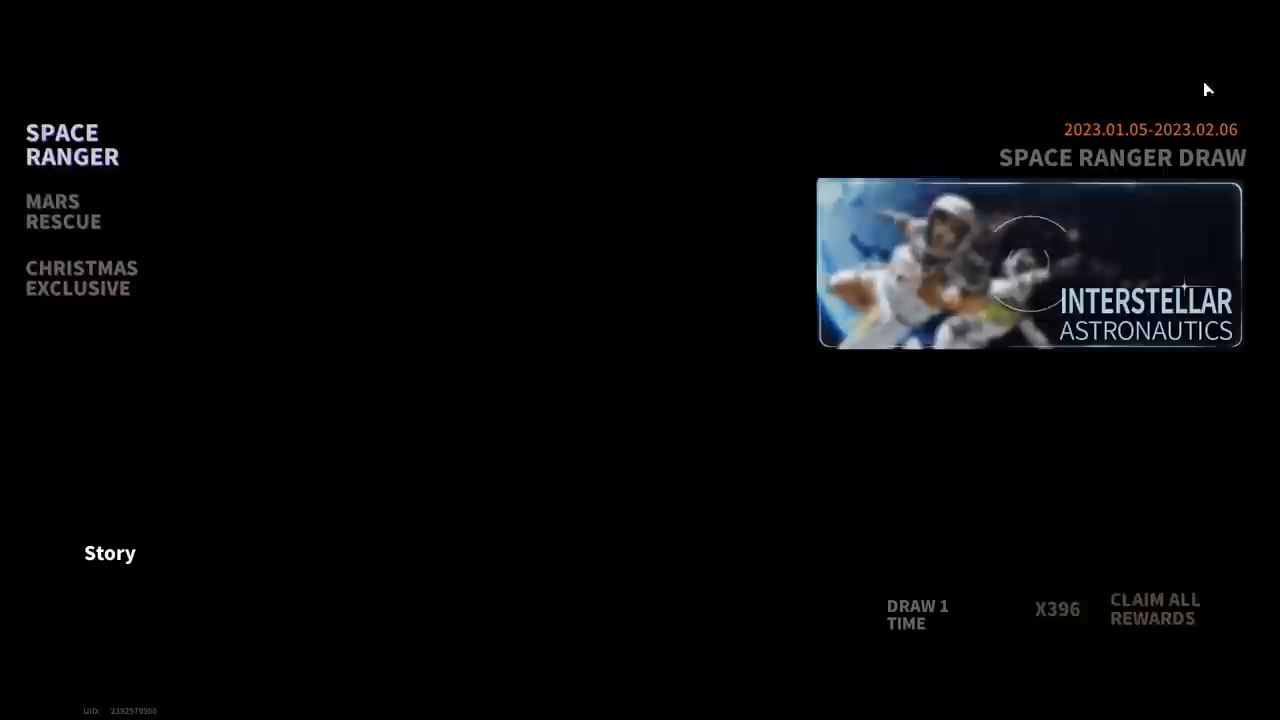 SPACE
RANGER
MARS
RESCUE
CHRISTMAS
EXCLUSIVE
2023.01.05-2023.02.06
SPACE RANGER DRAW
INTERSTELLAR
ASTRONAUTICS
Story
DRAW 1
TIME
X396
CLAIM ALL
REWARDS
UID: